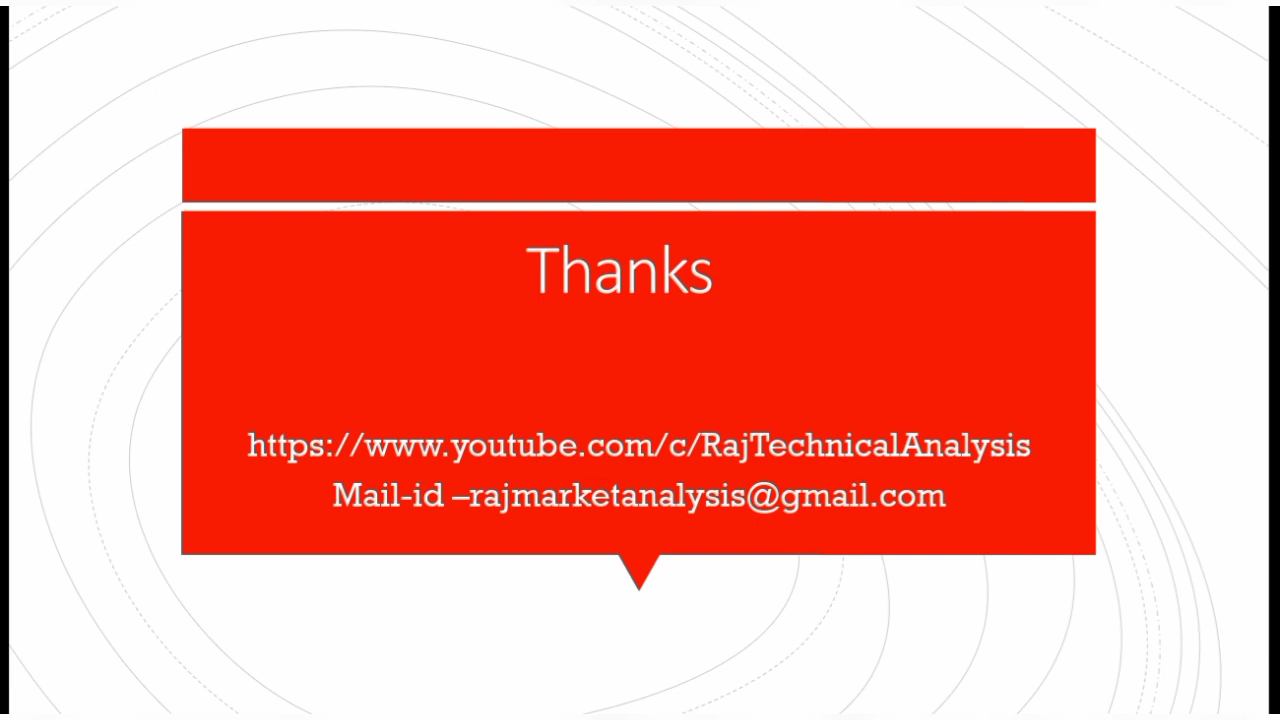 Thanks
https://www.youtube.com/c/RajTechnicalAnalysis
Mail-id –rajmarketanalysis@gmail.com